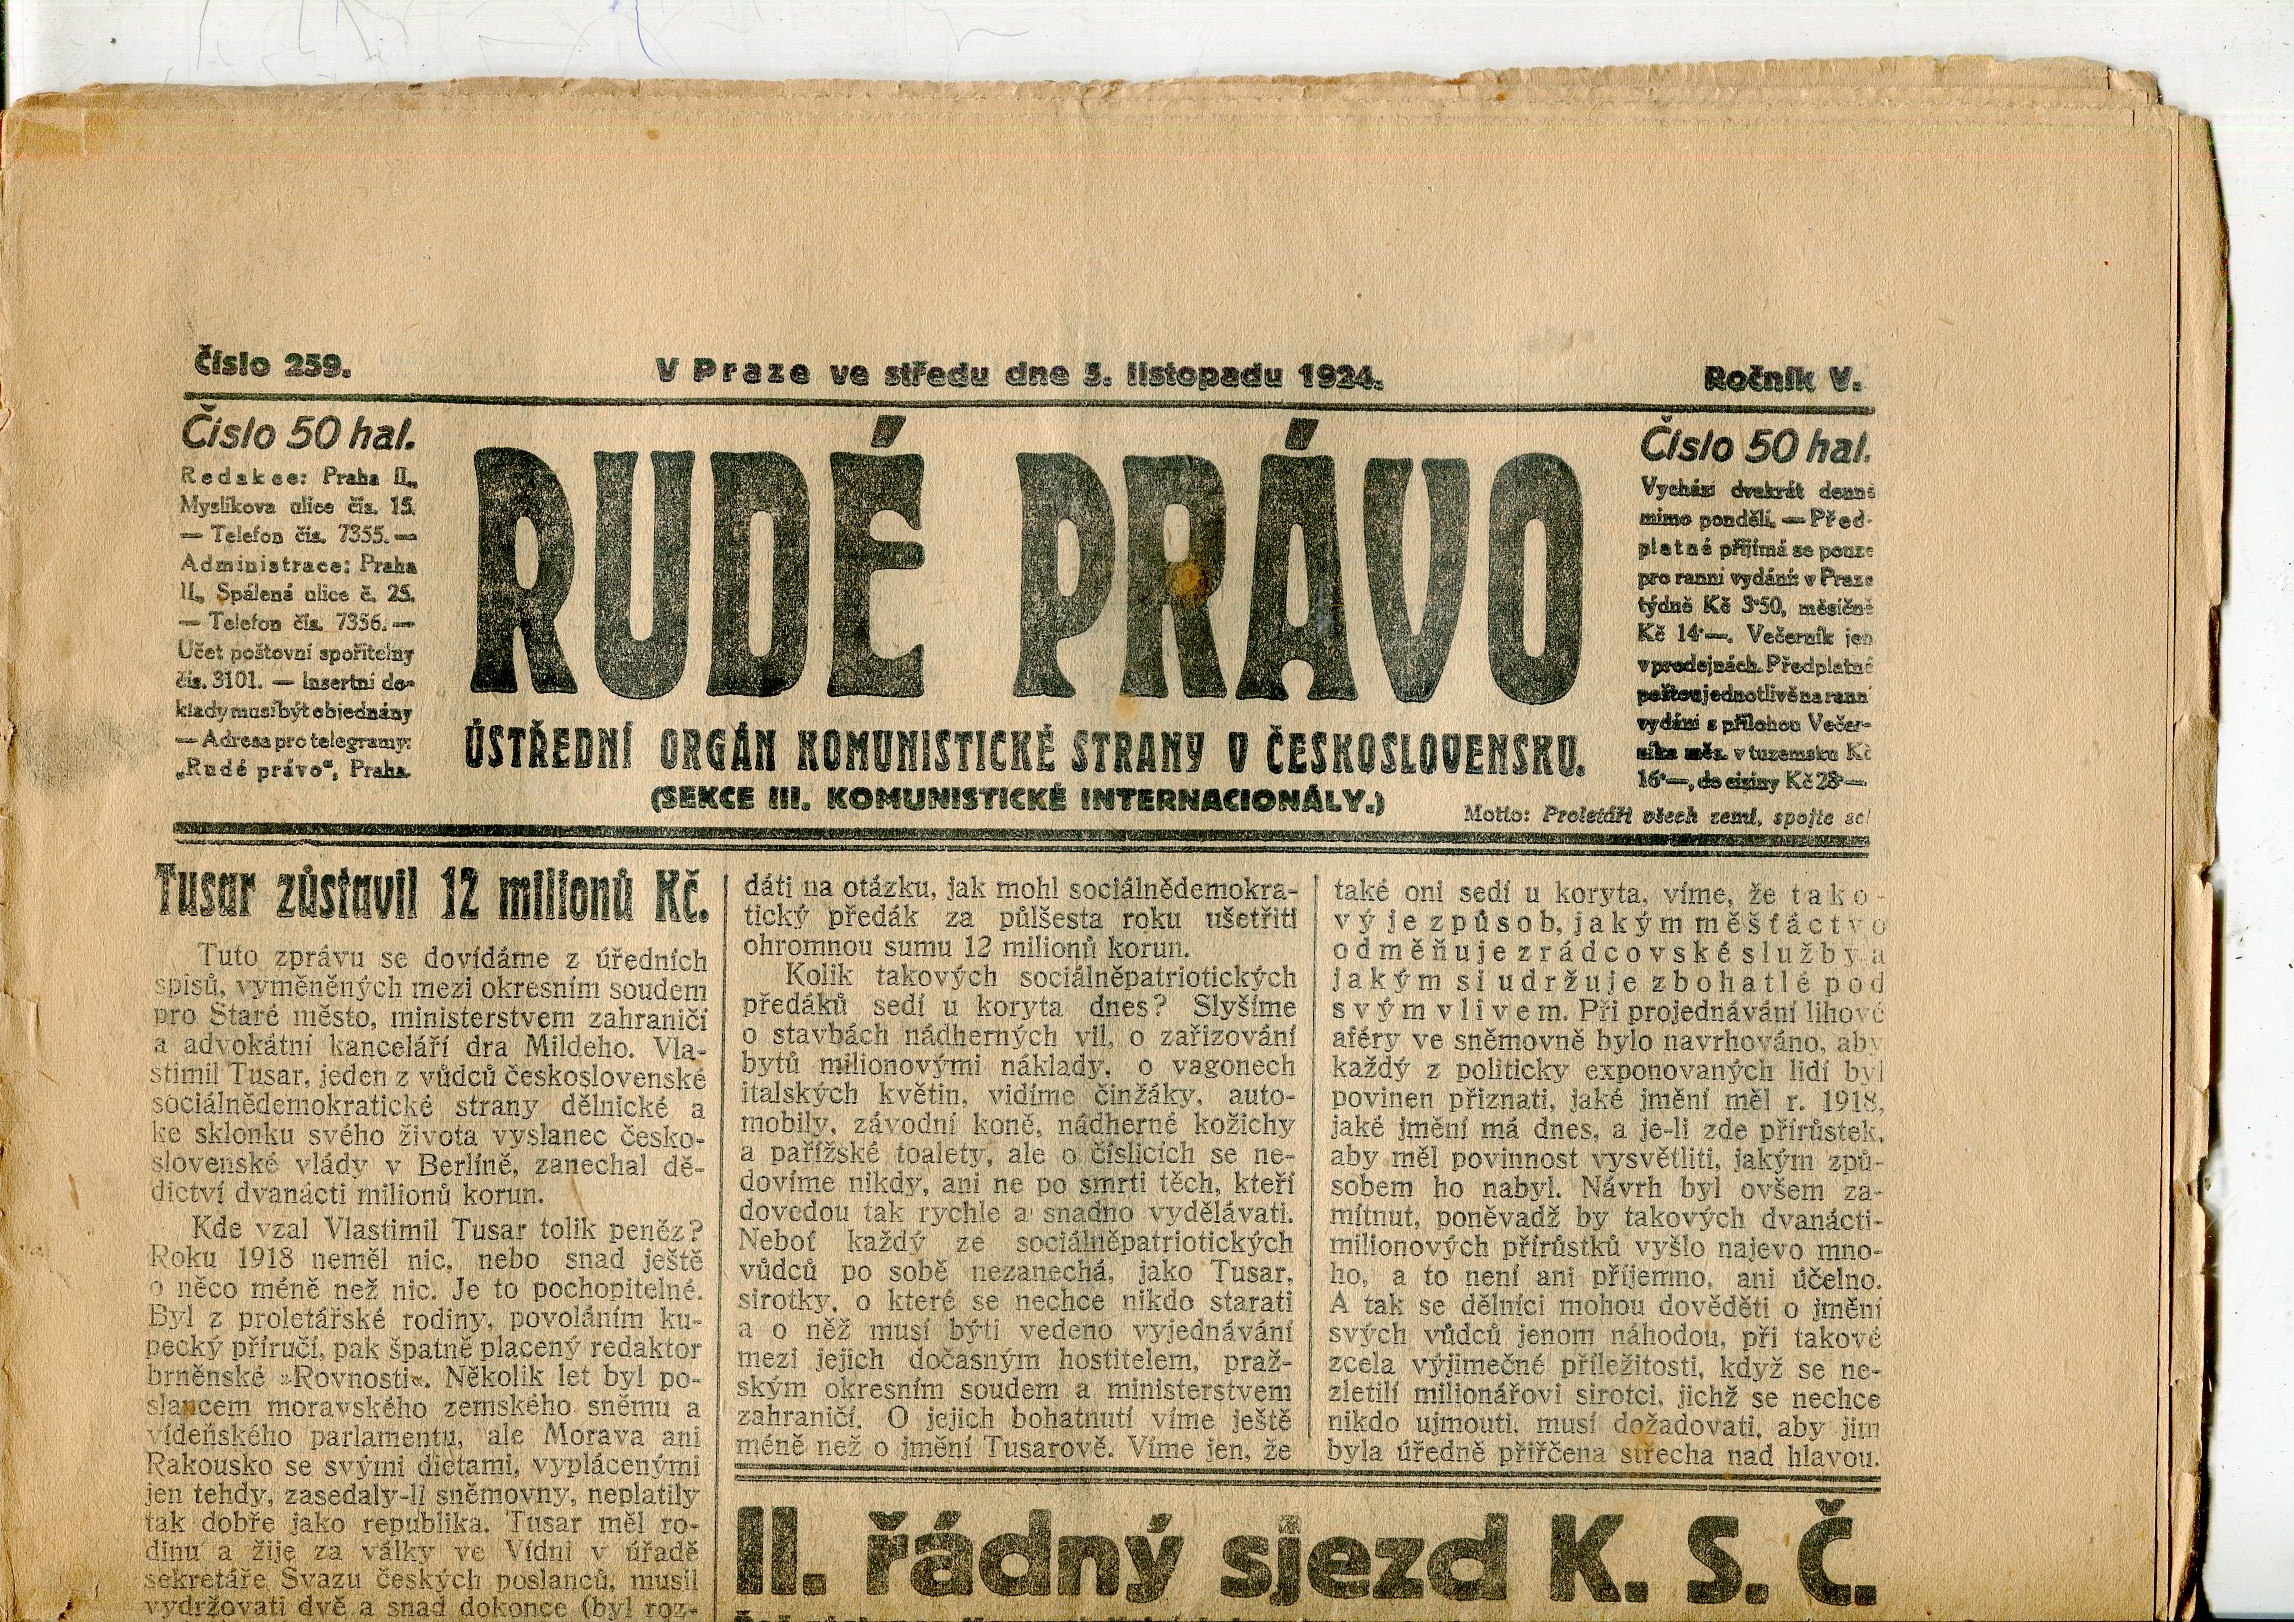 Číslo 259.
V Praze ve středu dne 5. listopadu 1924.
Ročník V.
Číslo 50 hal.
Redakce: Praha II.,
Myslíkova ulice čís. 15.
— Telefon čís. 7355. —
Administrace: Praha
II., Spálená ulice č. 25.
— Telefon čís. 7356. —
Účet poštovní spořitelny
čís. 3101. — Insertní do-
klady musí být objednány
— Adresa pro telegramy:
„Rudé právo“, Praha.
RUDÉ PRÁVO
ÚSTŘEDNÍ ORGÁN KOMUNISTICKÉ STRANY V ČESKOSLOVENSKU.
(SEKCE III. KOMUNISTICKÉ INTERNACIONÁLY.)
Číslo 50 hal.
Vychází dvakrát denně
mimo pondělí. — Před-
platné přijímá se pouze
pro ranní vydání: v Praze
týdně Kč 3·50, měsíčně
Kč 14·—. Večerník jen
v prodejnách. Předplatné
poštou jednotlivě na ranní
vydání s přílohou Večer-
níka měs. v tuzemsku Kč
16·—, do ciziny Kč 28·—
Motto: Proletáři všech zemí, spojte se!
Tusar zůstavil 12 milionů Kč.
Tuto zprávu se dovídáme z úředních
spisů, vyměněných mezi okresním soudem
pro Staré město, ministerstvem zahraničí
a advokátní kanceláří dra Mildeho. Vla-
stimil Tusar, jeden z vůdců československé
sociálnědemokratické strany dělnické a
ke sklonku svého života vyslanec česko-
slovenské vlády v Berlíně, zanechal dě-
dictví dvanácti milionů korun.
Kde vzal Vlastimil Tusar tolik peněz?
Roku 1918 neměl nic, nebo snad ještě
o něco méně než nic. Je to pochopitelné.
Byl z proletářské rodiny, povoláním ku-
pecký příručí, pak špatně placený redaktor
brněnské »Rovnosti«. Několik let byl po-
slancem moravského zemského sněmu a
vídeňského parlamentu, ale Morava ani
Rakousko se svými dietami, vyplácenými
jen tehdy, zasedaly-li sněmovny, neplatily
tak dobře jako republika. Tusar měl ro-
dinu a žije za války ve Vídni v úřadě
sekretáře Svazu českých poslanců, musil
vydržovati dvě a snad dokonce (byl roz-
dáti na otázku, jak mohl sociálnědemokra-
tický předák za půlšesta roku ušetřiti
ohromnou sumu 12 milionů korun.
Kolik takových sociálněpatriotických
předáků sedí u koryta dnes? Slyšíme
o stavbách nádherných vil, o zařizování
bytů milionovými náklady, o vagonech
italských květin, vidíme činžáky, auto-
mobily, závodní koně, nádherné kožichy
a pařížské toalety, ale o číslicích se ne-
dovíme nikdy, ani ne po smrti těch, kteří
dovedou tak rychle a snadno vydělávati.
Neboť každý ze sociálněpatriotických
vůdců po sobě nezanechá, jako Tusar,
sirotky, o které se nechce nikdo starati
a o něž musí býti vedeno vyjednávání
mezi jejich dočasným hostitelem, praž-
ským okresním soudem a ministerstvem
zahraničí. O jejich bohatnutí víme ještě
méně než o jmění Tusarově. Víme jen, že
také oni sedí u koryta, víme, že tako-
vý je způsob, jakým měšťáctvo
odměňuje zrádcovské služby a
jakým si udržuje zbohatlé pod
svým vlivem. Při projednávání lihové
aféry ve sněmovně bylo navrhováno, aby
každý z politicky exponovaných lidí byl
povinen přiznati, jaké jmění měl r. 1918,
jaké jmění má dnes, a je-li zde přírůstek,
aby měl povinnost vysvětliti, jakým způ-
sobem ho nabyl. Návrh byl ovšem za-
mítnut, poněvadž by takových dvanácti-
milionových přírůstků vyšlo najevo mno-
ho, a to není ani příjemno, ani účelno.
A tak se dělníci mohou dověděti o jmění
svých vůdců jenom náhodou, při takové
zcela výjimečné příležitosti, když se ne-
zletilí milionářovi sirotci, jichž se nechce
nikdo ujmouti, musí dožadovati, aby jim
byla úředně přiřčena střecha nad hlavou.
II. řádný sjezd K. S. Č.